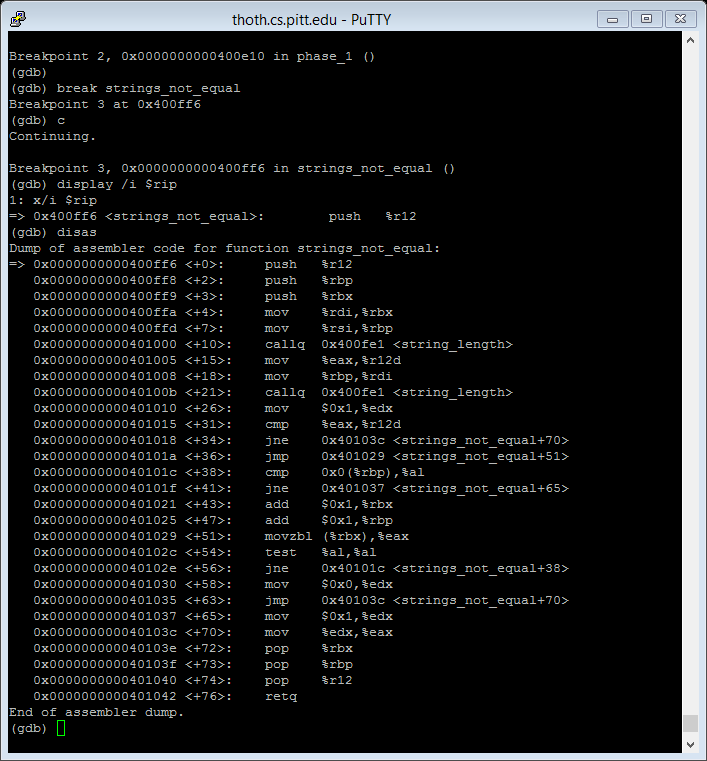 thoth.cs.pitt.edu - PuTTY
Breakpoint 2, 0x0000000000400e10 in phase_1 ()
(gdb)
(gdb) break strings_not_equal
Breakpoint 3 at 0x400ff6
(gdb) c
Continuing.
Breakpoint 3, 0x0000000000400ff6 in strings_not_equal ()
(gdb) display /i $rip
1: x/i $rip
=> 0x400ff6 <strings_not_equal>:        push   %r12
(gdb) disas
Dump of assembler code for function strings_not_equal:
=> 0x0000000000400ff6 <+0>:     push   %r12
   0x0000000000400ff8 <+2>:     push   %rbp
   0x0000000000400ff9 <+3>:     push   %rbx
   0x0000000000400ffa <+4>:     mov    %rdi,%rbx
   0x0000000000400ffd <+7>:     mov    %rsi,%rbp
   0x0000000000401000 <+10>:    callq  0x400fe1 <string_length>
   0x0000000000401005 <+15>:    mov    %eax,%r12d
   0x0000000000401008 <+18>:    mov    %rbp,%rdi
   0x000000000040100b <+21>:    callq  0x400fe1 <string_length>
   0x0000000000401010 <+26>:    mov    $0x1,%edx
   0x0000000000401015 <+31>:    cmp    %eax,%r12d
   0x0000000000401018 <+34>:    jne    0x40103c <strings_not_equal+70>
   0x000000000040101a <+36>:    jmp    0x401029 <strings_not_equal+51>
   0x000000000040101c <+38>:    cmp    0x0(%rbp),%al
   0x000000000040101f <+41>:    jne    0x401037 <strings_not_equal+65>
   0x0000000000401021 <+43>:    add    $0x1,%rbx
   0x0000000000401025 <+47>:    add    $0x1,%rbp
   0x0000000000401029 <+51>:    movzbl (%rbx),%eax
   0x000000000040102c <+54>:    test   %al,%al
   0x000000000040102e <+56>:    jne    0x40101c <strings_not_equal+38>
   0x0000000000401030 <+58>:    mov    $0x0,%edx
   0x0000000000401035 <+63>:    jmp    0x40103c <strings_not_equal+70>
   0x0000000000401037 <+65>:    mov    $0x1,%edx
   0x000000000040103c <+70>:    mov    %edx,%eax
   0x000000000040103e <+72>:    pop    %rbx
   0x000000000040103f <+73>:    pop    %rbp
   0x0000000000401040 <+74>:    pop    %r12
   0x0000000000401042 <+76>:    retq
End of assembler dump.
(gdb)